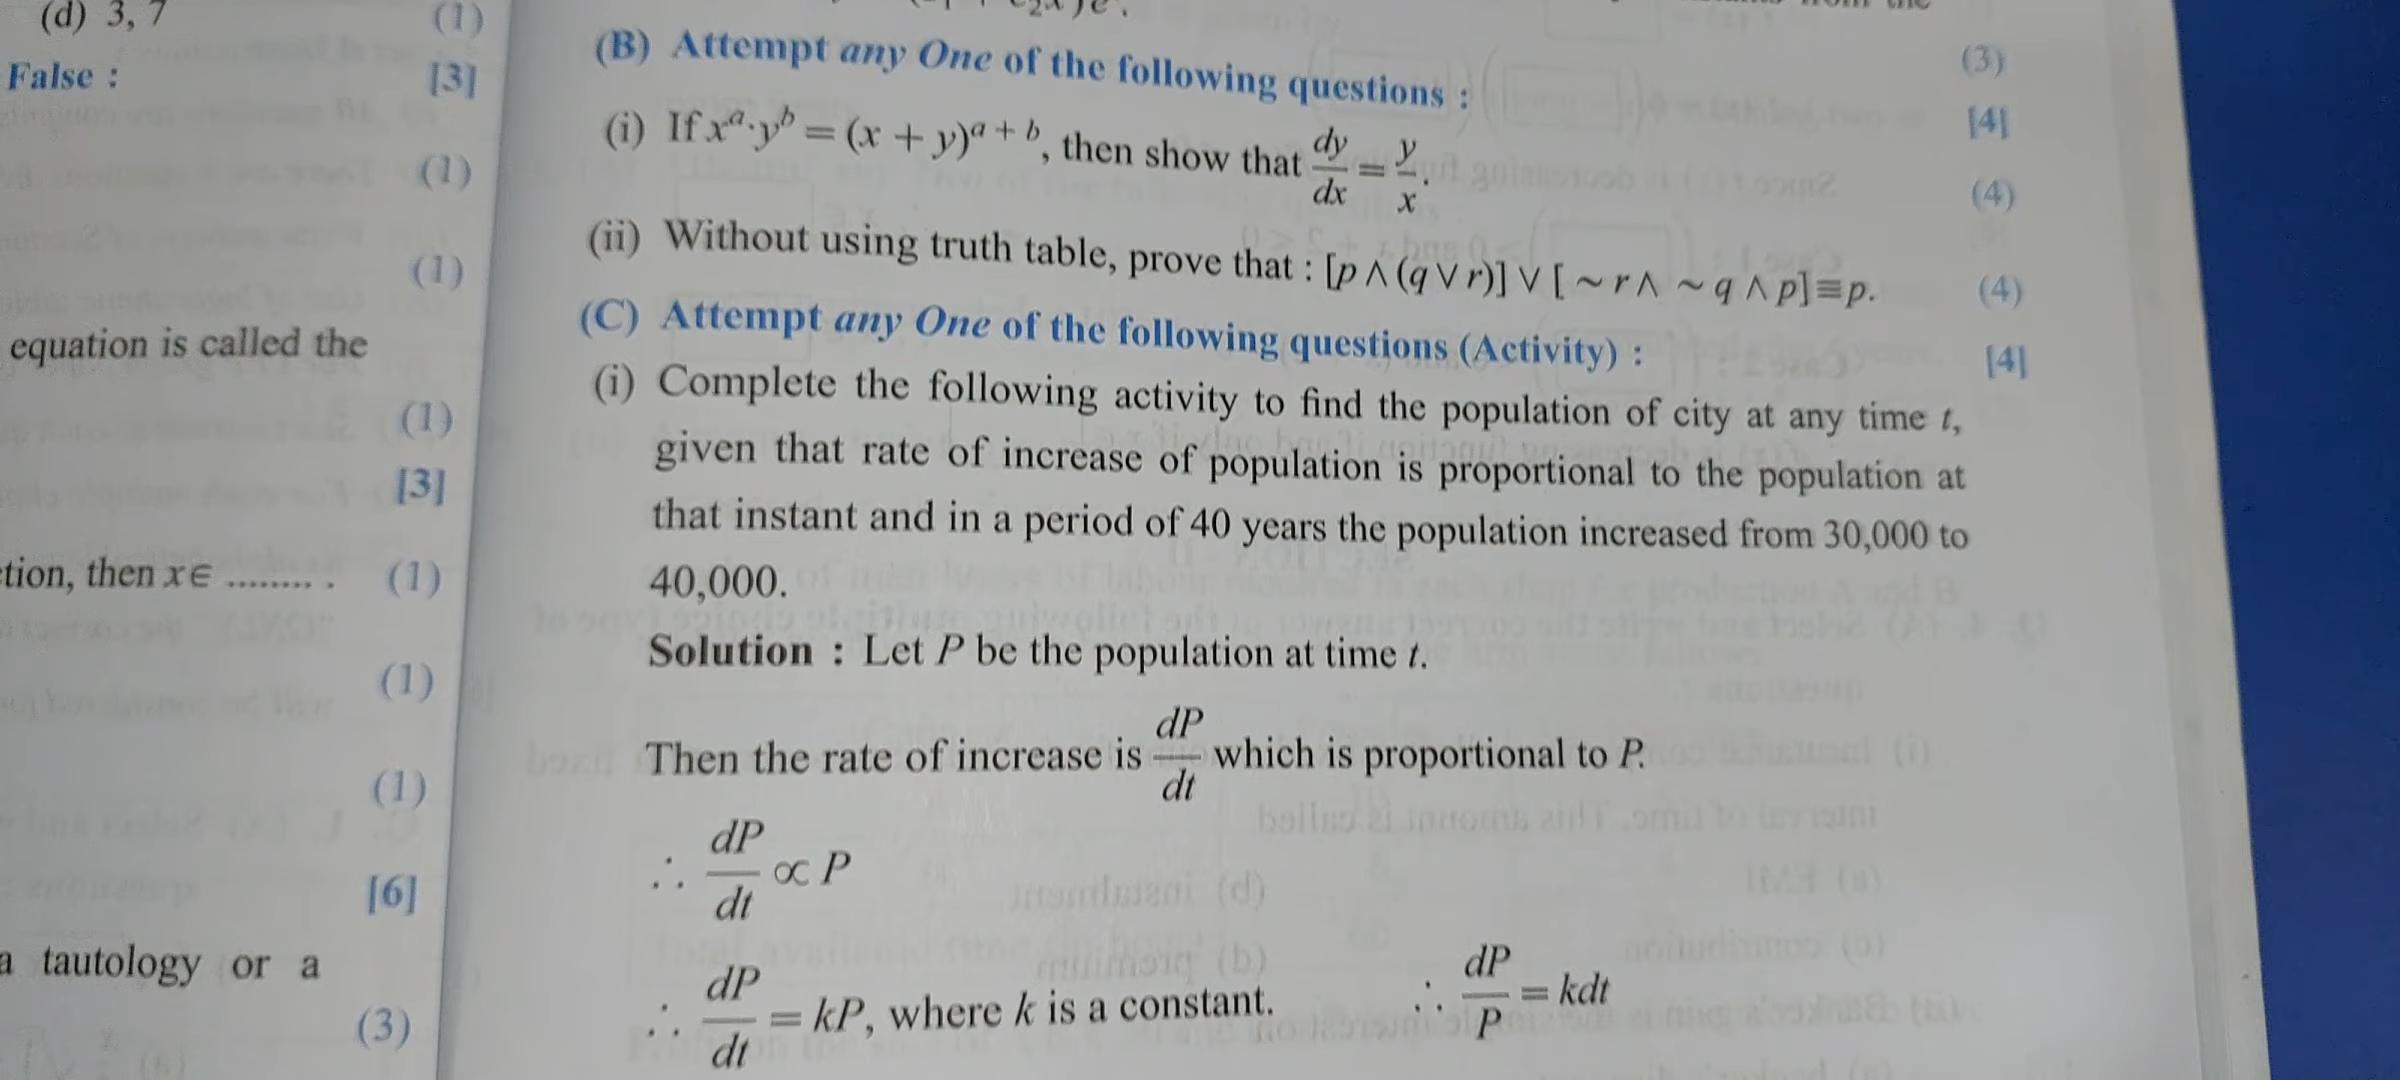 (d) 3, 7 (1)
False : [3]
(1)
(1)
equation is called the
(1)
[3]
tion, then x∈ ........ . (1)
(1)
(1)
[6]
a tautology or a
(3)
(3)
(B) Attempt any One of the following questions : [4]
(i) If xᵃ·yᵇ = (x + y)ᵃ⁺ᵇ, then show that dy/dx = y/x. (4)
(ii) Without using truth table, prove that : [p ∧ (q ∨ r)] ∨ [ ~ r ∧ ~ q ∧ p] ≡ p. (4)
(C) Attempt any One of the following questions (Activity) : [4]
(i) Complete the following activity to find the population of city at any time t,
given that rate of increase of population is proportional to the population at
that instant and in a period of 40 years the population increased from 30,000 to
40,000.
Solution : Let P be the population at time t.
Then the rate of increase is dP/dt which is proportional to P.
∴ dP/dt ∝ P
∴ dP/dt = kP, where k is a constant. ∴ dP/P = kdt